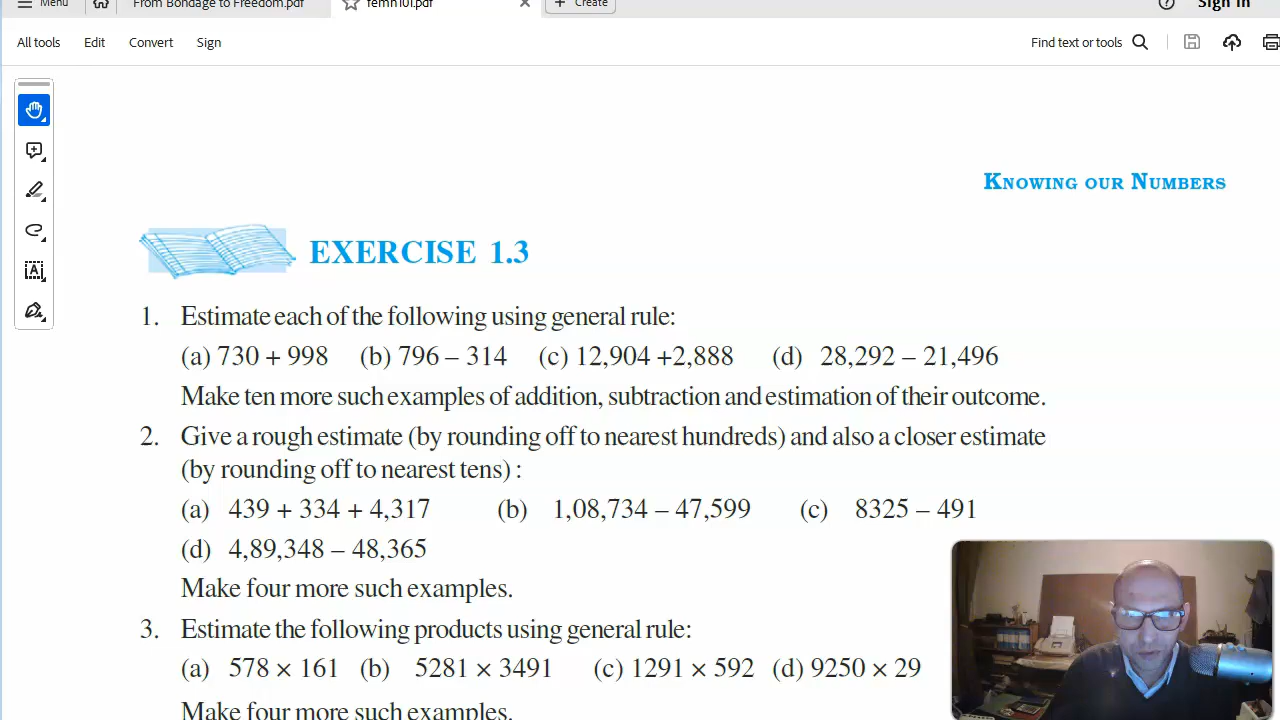 Menu From Bondage to Freedom.pdf femh101.pdf Create Sign In
All tools Edit Convert Sign Find text or tools
KNOWING OUR NUMBERS
EXERCISE 1.3
1. Estimate each of the following using general rule:
(a) 730 + 998 (b) 796 – 314 (c) 12,904 +2,888 (d) 28,292 – 21,496
Make ten more such examples of addition, subtraction and estimation of their outcome.
2. Give a rough estimate (by rounding off to nearest hundreds) and also a closer estimate
(by rounding off to nearest tens) :
(a) 439 + 334 + 4,317 (b) 1,08,734 – 47,599 (c) 8325 – 491
(d) 4,89,348 – 48,365
Make four more such examples.
3. Estimate the following products using general rule:
(a) 578 × 161 (b) 5281 × 3491 (c) 1291 × 592 (d) 9250 × 29
Make four more such examples.